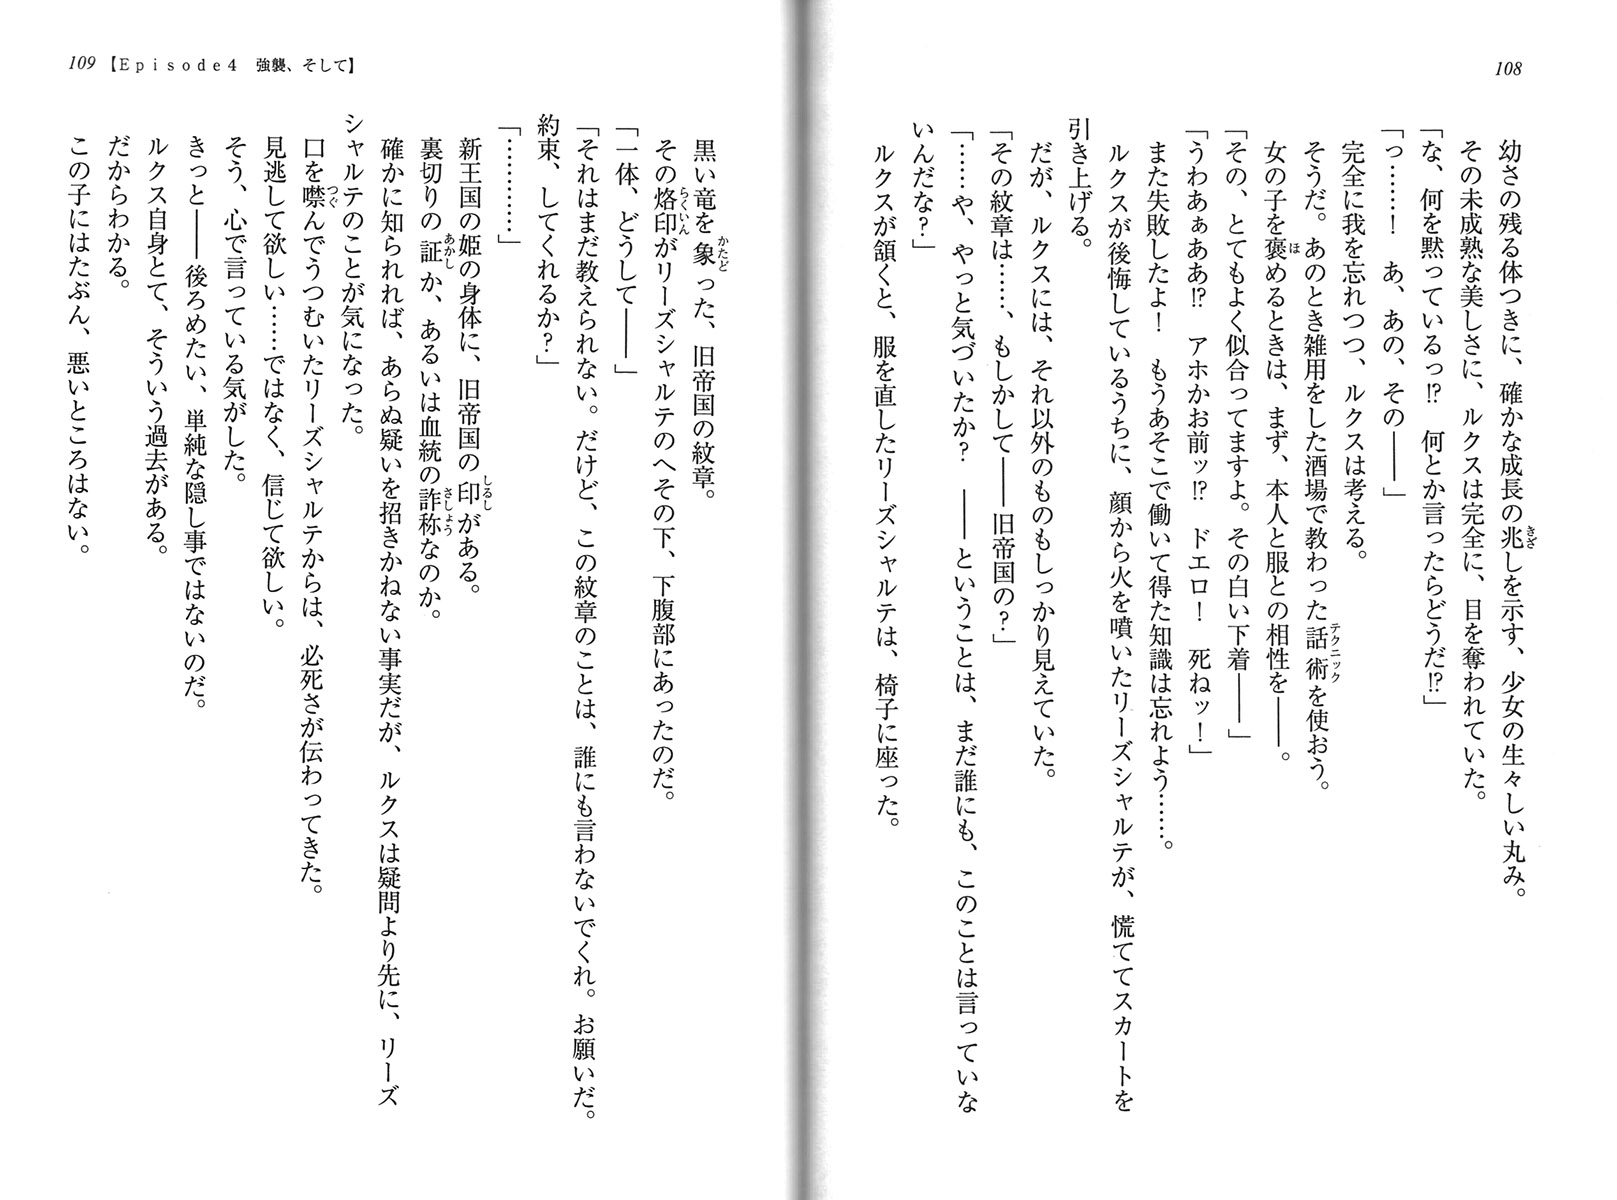 108
幼さの残る体つきに、確かな成長の兆しを示す、少女の生々しい丸み。
その未成熟な美しさに、ルクスは完全に、目を奪われていた。
「な、何を黙っているっ!? 何とか言ったらどうだ!?」
「っ……！ あ、あの、その――」
完全に我を忘れつつ、ルクスは考える。
そうだ。あのとき雑用をした酒場で教わった話術を使おう。
女の子を褒めるときは、まず、本人と服との相性を――。
「その、とてもよく似合ってますよ。その白い下着――」
「うわあぁああ!? アホかお前ッ!? ドエロ！ 死ねッ！」
また失敗したよ！ もうあそこで働いて得た知識は忘れよう……。
ルクスが後悔しているうちに、顔から火を噴いたリーズシャルテが、慌ててスカートを
引き上げる。
だが、ルクスには、それ以外のものもしっかり見えていた。
「その紋章は……、もしかして――旧帝国の？」
「……や、やっと気づいたか？ ――ということは、まだ誰にも、このことは言っていな
いんだな？」
ルクスが頷くと、服を直したリーズシャルテは、椅子に座った。
109 【Episode4 強襲、そして】
黒い竜を象った、旧帝国の紋章。
その烙印がリーズシャルテのへその下、下腹部にあったのだ。
「一体、どうして――」
「それはまだ教えられない。だけど、この紋章のことは、誰にも言わないでくれ。お願いだ。
約束、してくれるか？」
「…………」
新王国の姫の身体に、旧帝国の印がある。
裏切りの証か、あるいは血統の詐称なのか。
確かに知られれば、あらぬ疑いを招きかねない事実だが、ルクスは疑問より先に、リーズ
シャルテのことが気になった。
口を噤んでうつむいたリーズシャルテからは、必死さが伝わってきた。
見逃して欲しい……ではなく、信じて欲しい。
そう、心で言っている気がした。
きっと――後ろめたい、単純な隠し事ではないのだ。
ルクス自身とて、そういう過去がある。
だからわかる。
この子にはたぶん、悪いところはない。